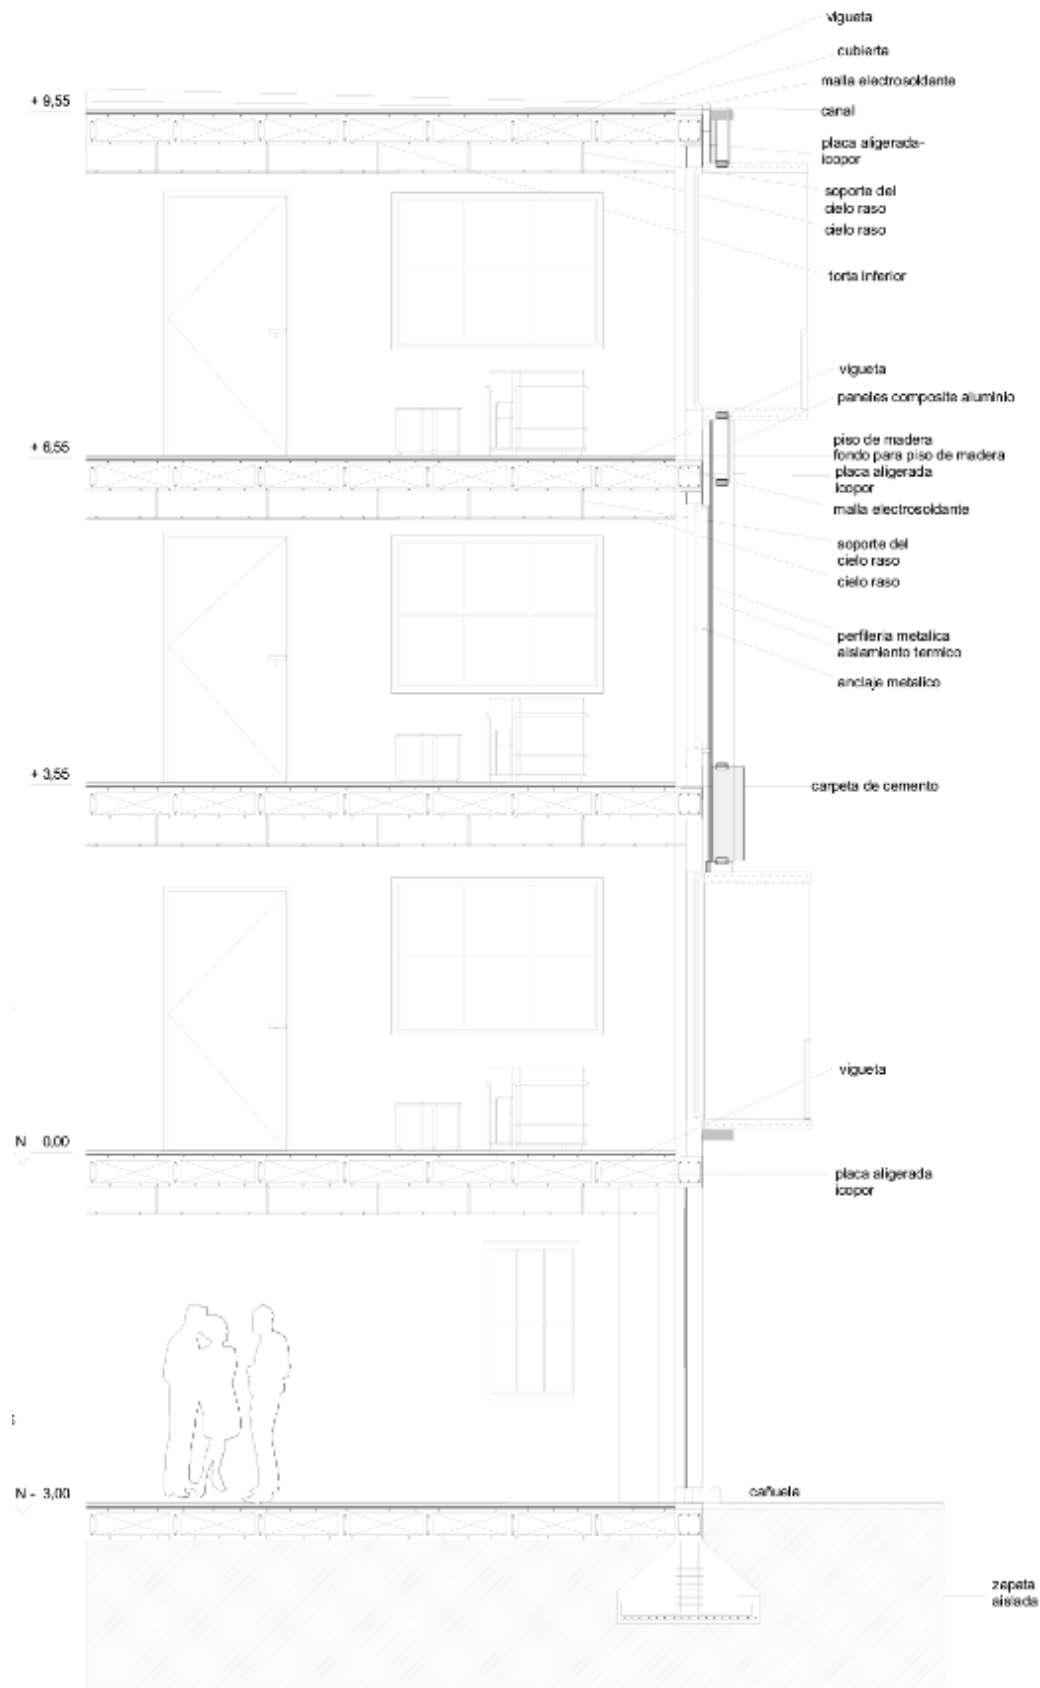 vigueta
cubierta
malla electrosoldante
+ 9,55
canal
placa aligerada-
icopor
soporte del
cielo raso
cielo raso
torta inferior
vigueta
paneles composite aluminio
+ 6,55
piso de madera
fondo para piso de madera
placa aligerada
icopor
malla electrosoldante
soporte del
cielo raso
cielo raso
perfileria metalica
aislamiento termico
anclaje metalico
+ 3,55
carpeta de cemento
vigueta
N 0,00
placa aligerada
icopor
s
N - 3,00
cañuela
zapata
aislada